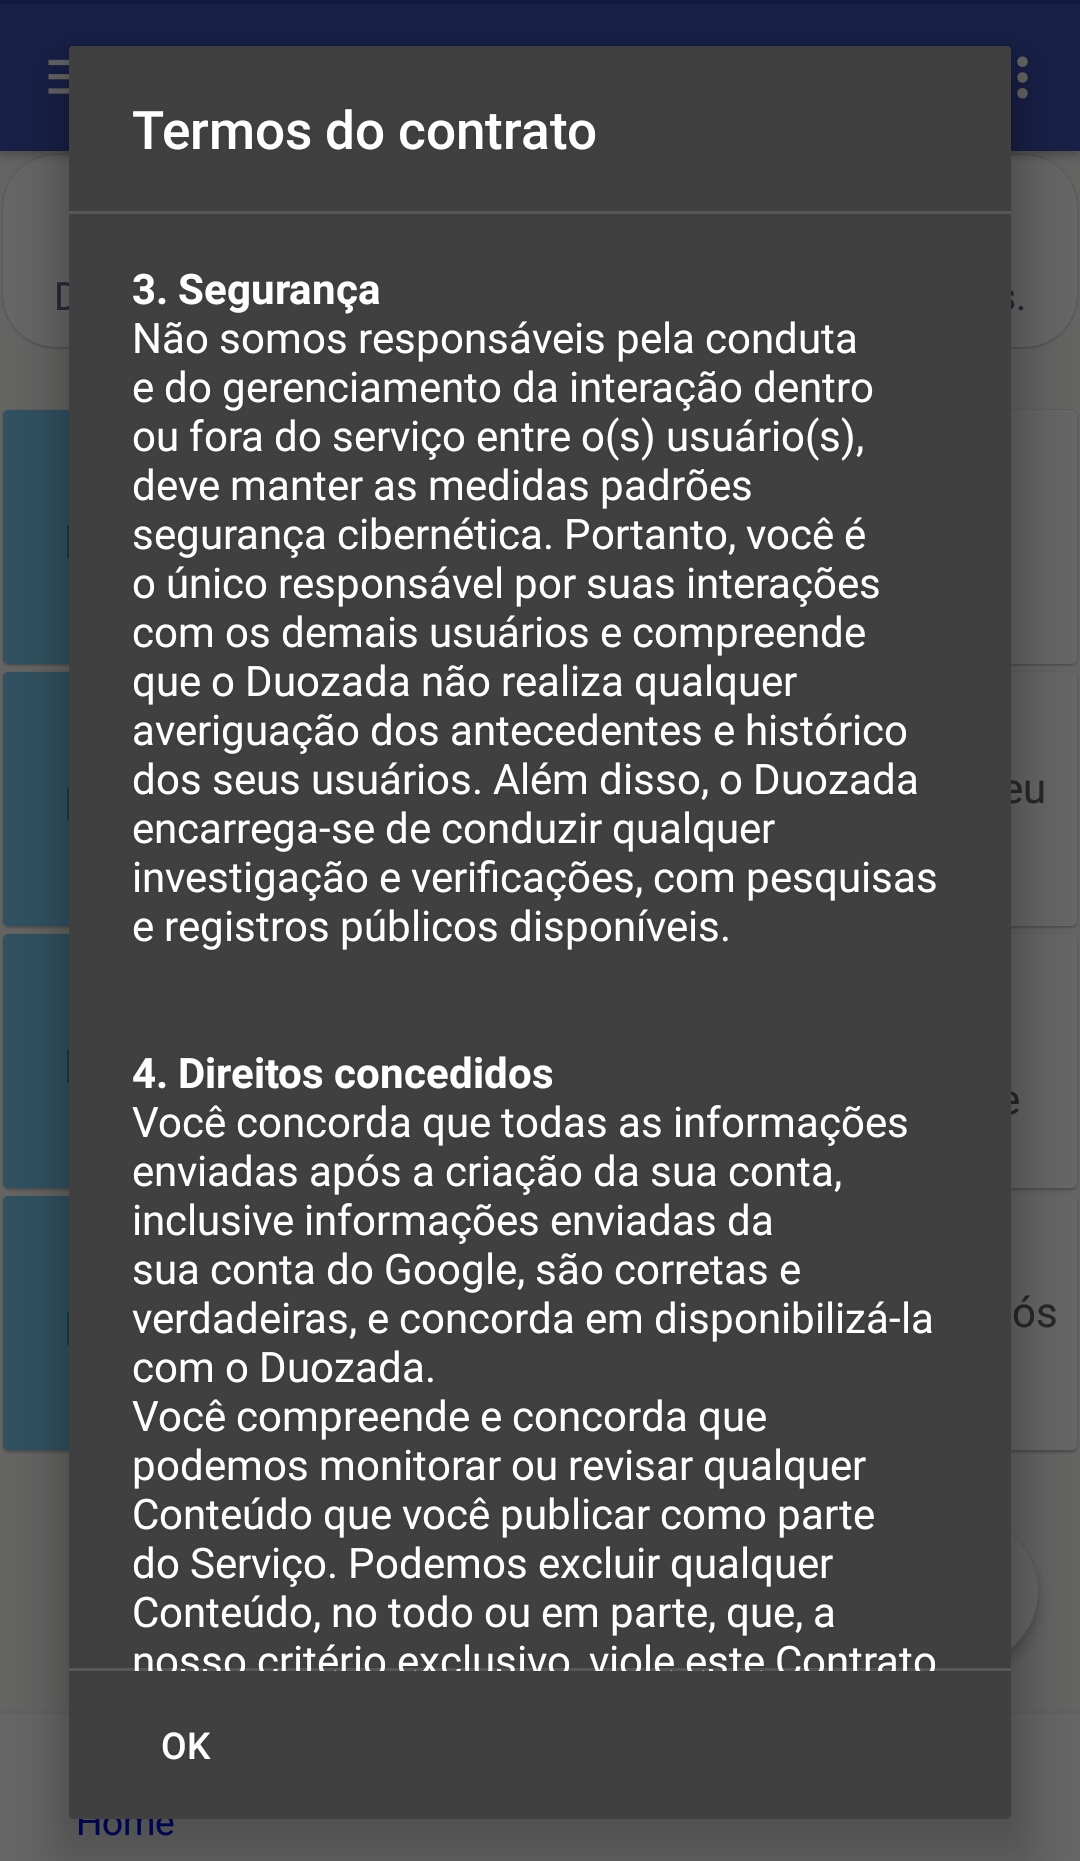 Termos do contrato
3. Segurança
Não somos responsáveis pela conduta
e do gerenciamento da interação dentro
ou fora do serviço entre o(s) usuário(s),
deve manter as medidas padrões
segurança cibernética. Portanto, você é
o único responsável por suas interações
com os demais usuários e compreende
que o Duozada não realiza qualquer
averiguação dos antecedentes e histórico
dos seus usuários. Além disso, o Duozada
encarrega-se de conduzir qualquer
investigação e verificações, com pesquisas
e registros públicos disponíveis.
4. Direitos concedidos
Você concorda que todas as informações
enviadas após a criação da sua conta,
inclusive informações enviadas da
sua conta do Google, são corretas e
verdadeiras, e concorda em disponibilizá-la
com o Duozada.
Você compreende e concorda que
podemos monitorar ou revisar qualquer
Conteúdo que você publicar como parte
do Serviço. Podemos excluir qualquer
Conteúdo, no todo ou em parte, que, a
nosso critério exclusivo, viole este Contrato
OK
Home